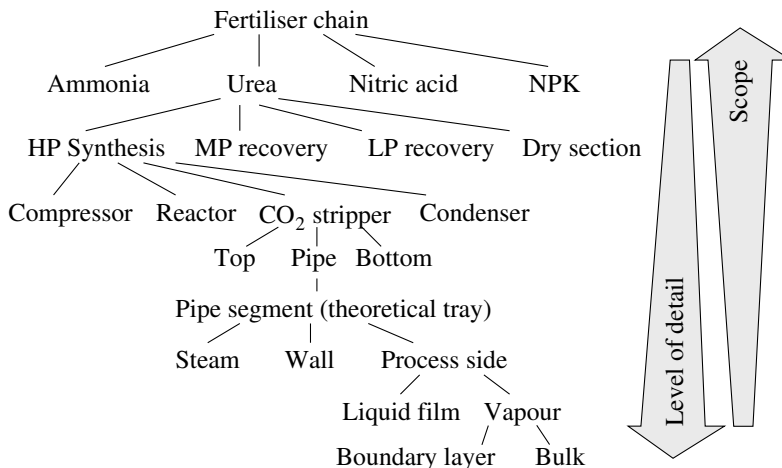 Fertiliser chain
Ammonia Urea Nitric acid NPK
HP Synthesis MP recovery LP recovery Dry section
Compressor Reactor CO₂ stripper Condenser
Top Pipe Bottom
Pipe segment (theoretical tray)
Steam Wall Process side
Liquid film Vapour
Boundary layer Bulk
Level of detail
Scope